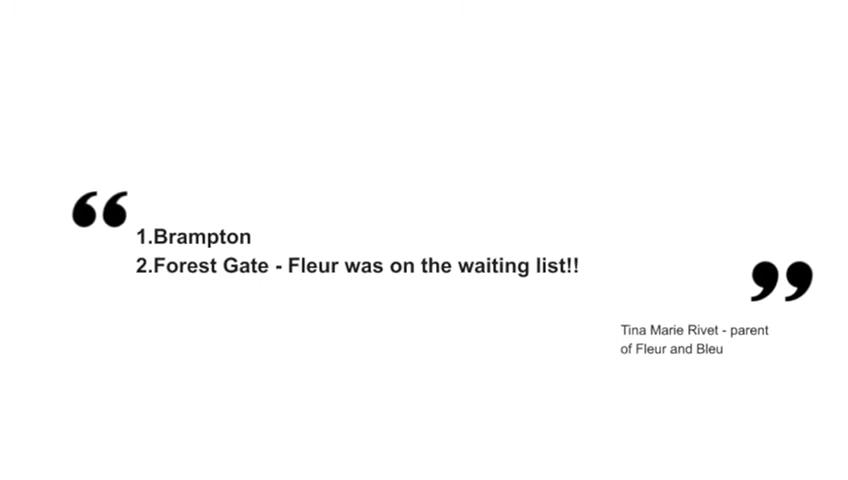 “
1.Brampton
2.Forest Gate - Fleur was on the waiting list!!
”
Tina Marie Rivet - parent
of Fleur and Bleu